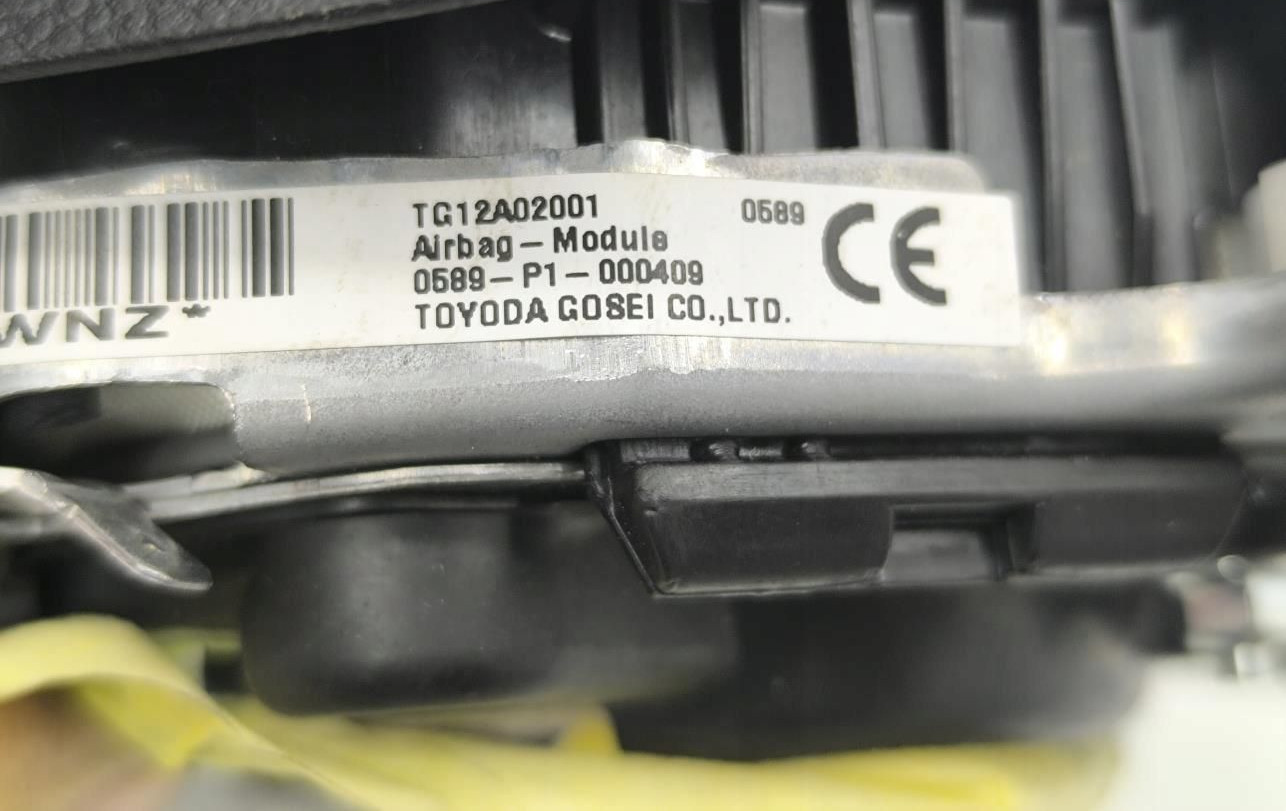 TG12A02001
0589
CE
Airbag-Module
0589-P1-000409
TOYODA GOSEI CO.,LTD.
WNZ*